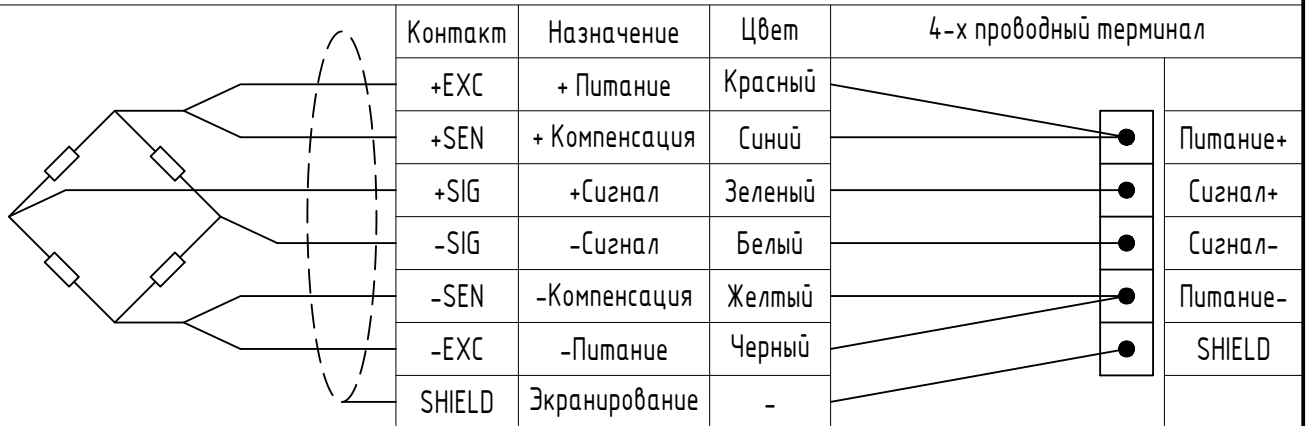 Контакт Назначение Цвет 4-х проводный терминал
+EXC + Питание Красный
+SEN + Компенсация Синий Питание+
+SIG +Сигнал Зеленый Сигнал+
-SIG -Сигнал Белый Сигнал-
-SEN -Компенсация Желтый Питание-
-EXC -Питание Черный SHIELD
SHIELD Экранирование -